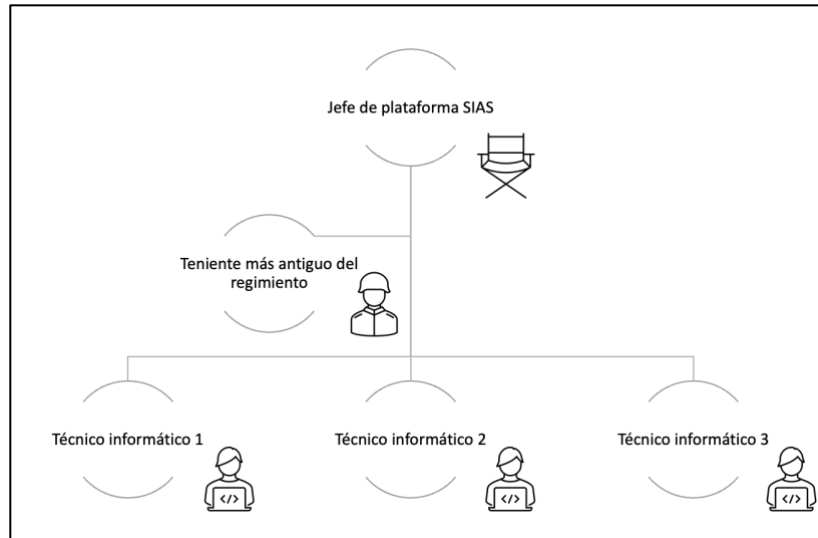 Jefe de plataforma SIAS
Teniente más antiguo del
regimiento
Técnico informático 1
Técnico informático 2
Técnico informático 3